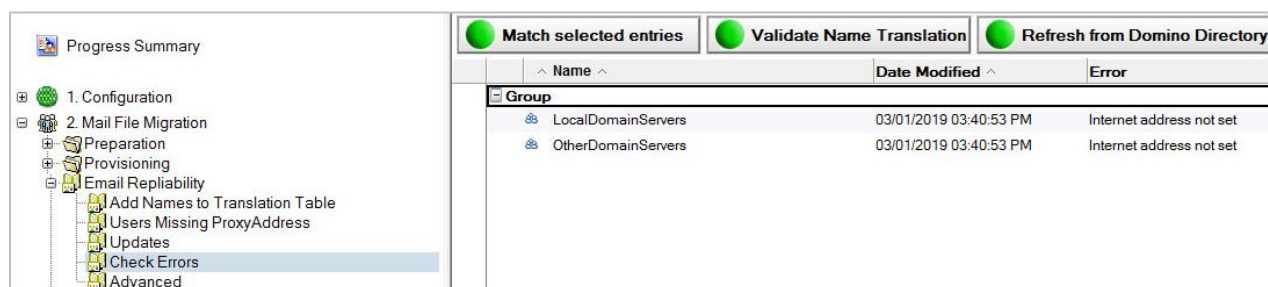 Progress Summary
1. Configuration
2. Mail File Migration
Preparation
Provisioning
Email Repliability
Add Names to Translation Table
Users Missing ProxyAddress
Updates
Check Errors
Advanced
Match selected entries Validate Name Translation Refresh from Domino Directory
Name Date Modified Error
Group
LocalDomainServers 03/01/2019 03:40:53 PM Internet address not set
OtherDomainServers 03/01/2019 03:40:53 PM Internet address not set